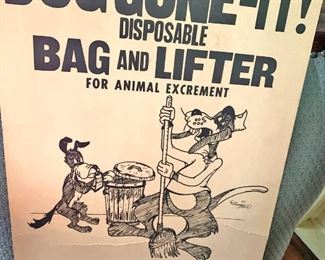 DOG GONE-IT!
DISPOSABLE
BAG AND LIFTER
FOR ANIMAL EXCREMENT